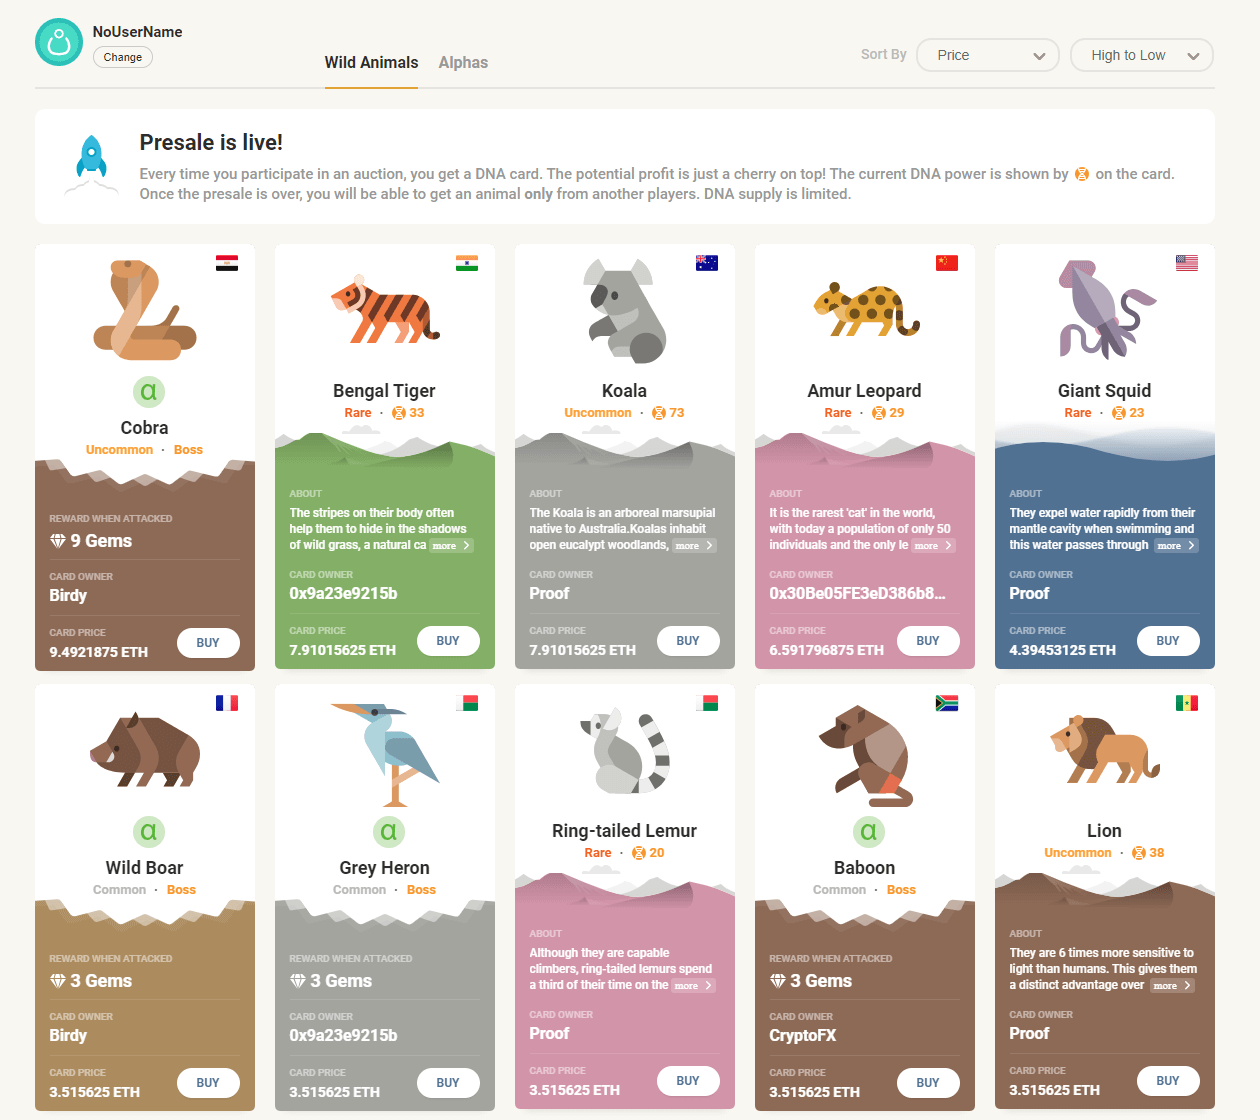 NoUserName
Change
Wild Animals
Alphas
Sort By
Price
High to Low
Presale is live!
Every time you participate in an auction, you get a DNA card. The potential profit is just a cherry on top! The current DNA power is shown by on the card.
Once the presale is over, you will be able to get an animal only from another players. DNA supply is limited.
α
Cobra
Uncommon · Boss
REWARD WHEN ATTACKED
9 Gems
CARD OWNER
Birdy
CARD PRICE
9.4921875 ETH
BUY
Bengal Tiger
Rare · 33
ABOUT
The stripes on their body often
help them to hide in the shadows
of wild grass, a natural ca more >
CARD OWNER
0x9a23e9215b
CARD PRICE
7.91015625 ETH
BUY
Koala
Uncommon · 73
ABOUT
The Koala is an arboreal marsupial
native to Australia.Koalas inhabit
open eucalypt woodlands, more >
CARD OWNER
Proof
CARD PRICE
7.91015625 ETH
BUY
Amur Leopard
Rare · 29
ABOUT
It is the rarest 'cat' in the world,
with today a population of only 50
individuals and the only le more >
CARD OWNER
0x30Be05FE3eD386b8...
CARD PRICE
6.591796875 ETH
BUY
Giant Squid
Rare · 23
ABOUT
They expel water rapidly from their
mantle cavity when swimming and
this water passes through more >
CARD OWNER
Proof
CARD PRICE
4.39453125 ETH
BUY
α
Wild Boar
Common · Boss
REWARD WHEN ATTACKED
3 Gems
CARD OWNER
Birdy
CARD PRICE
3.515625 ETH
BUY
α
Grey Heron
Common · Boss
REWARD WHEN ATTACKED
3 Gems
CARD OWNER
0x9a23e9215b
CARD PRICE
3.515625 ETH
BUY
Ring-tailed Lemur
Rare · 20
ABOUT
Although they are capable
climbers, ring-tailed lemurs spend
a third of their time on the more >
CARD OWNER
Proof
CARD PRICE
3.515625 ETH
BUY
α
Baboon
Common · Boss
REWARD WHEN ATTACKED
3 Gems
CARD OWNER
CryptoFX
CARD PRICE
3.515625 ETH
BUY
Lion
Uncommon · 38
ABOUT
They are 6 times more sensitive to
light than humans. This gives them
a distinct advantage over more >
CARD OWNER
Proof
CARD PRICE
3.515625 ETH
BUY